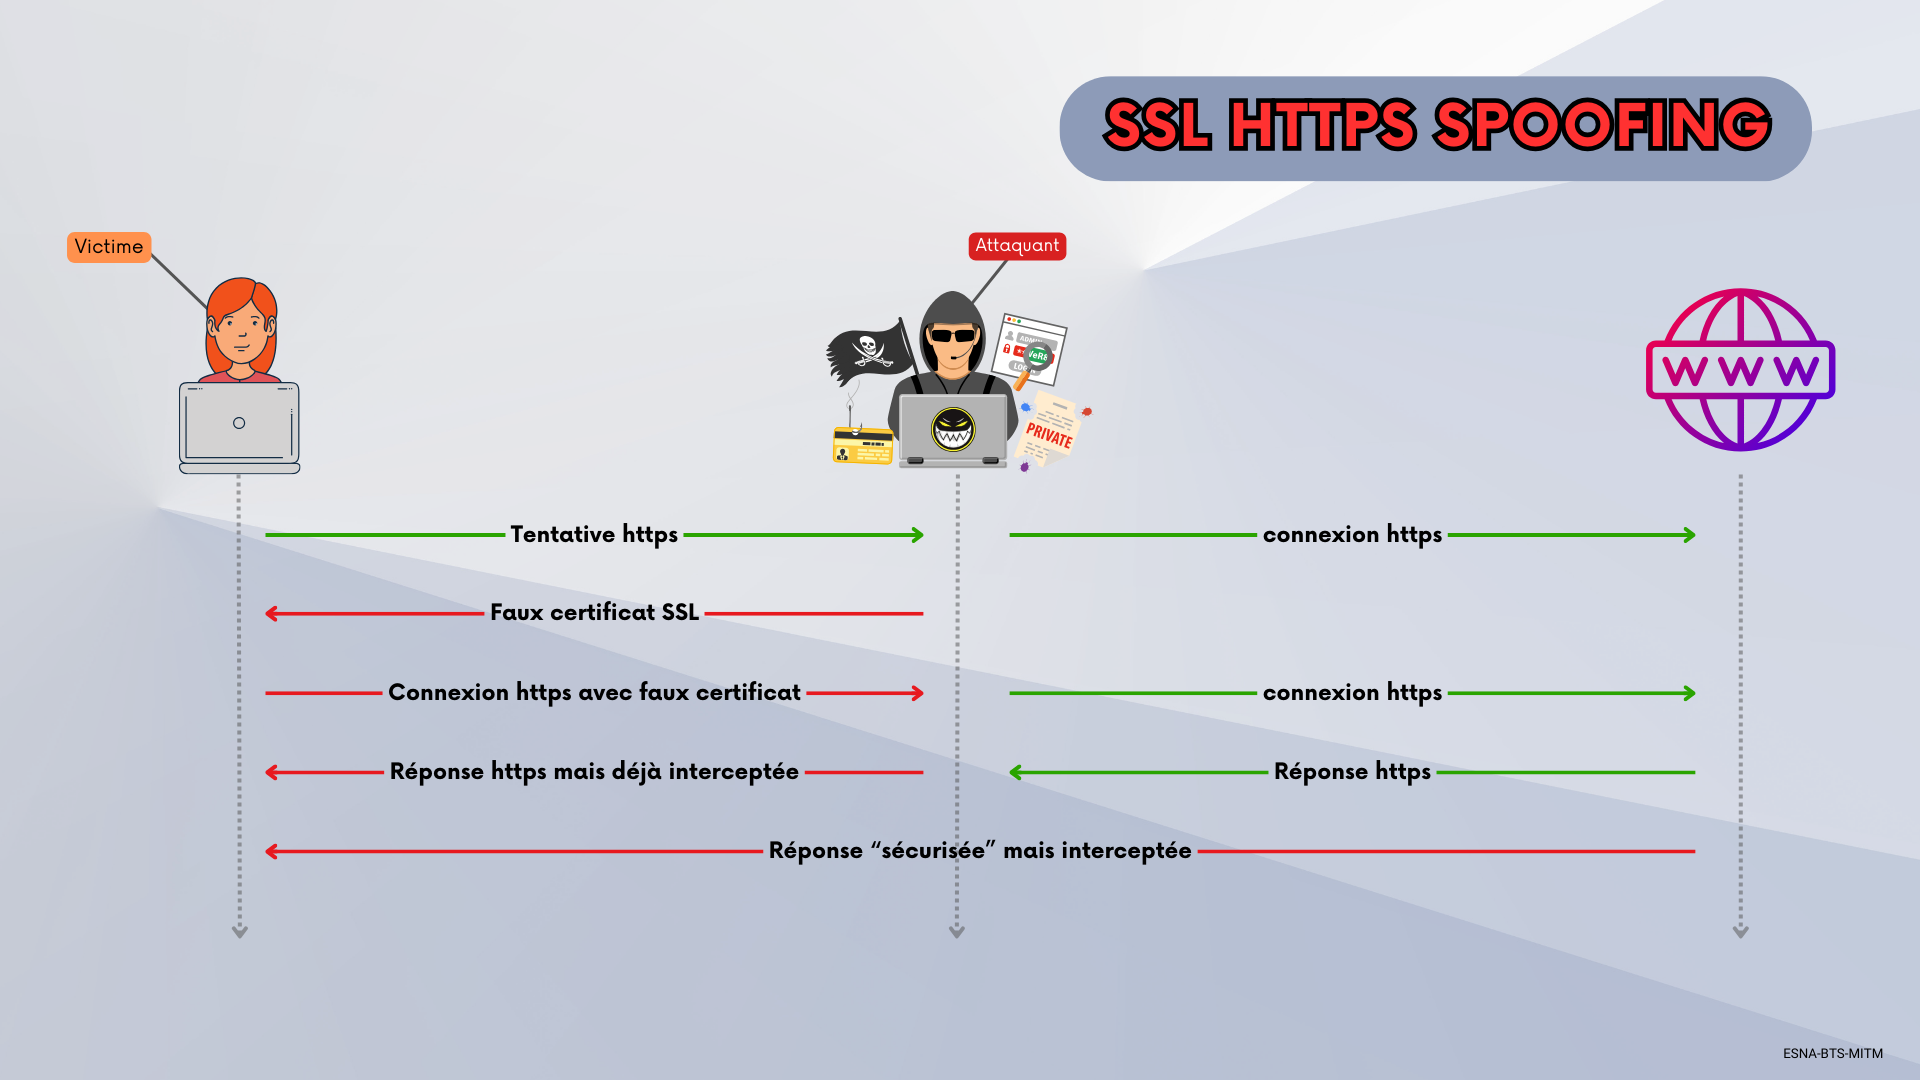 SSL HTTPS SPOOFING
Victime
Attaquant
PRIVATE
WWW
Tentative https
connexion https
Faux certificat SSL
Connexion https avec faux certificat
connexion https
Réponse https mais déjà interceptée
Réponse https
Réponse “sécurisée” mais interceptée
ESNA-BTS-MITM